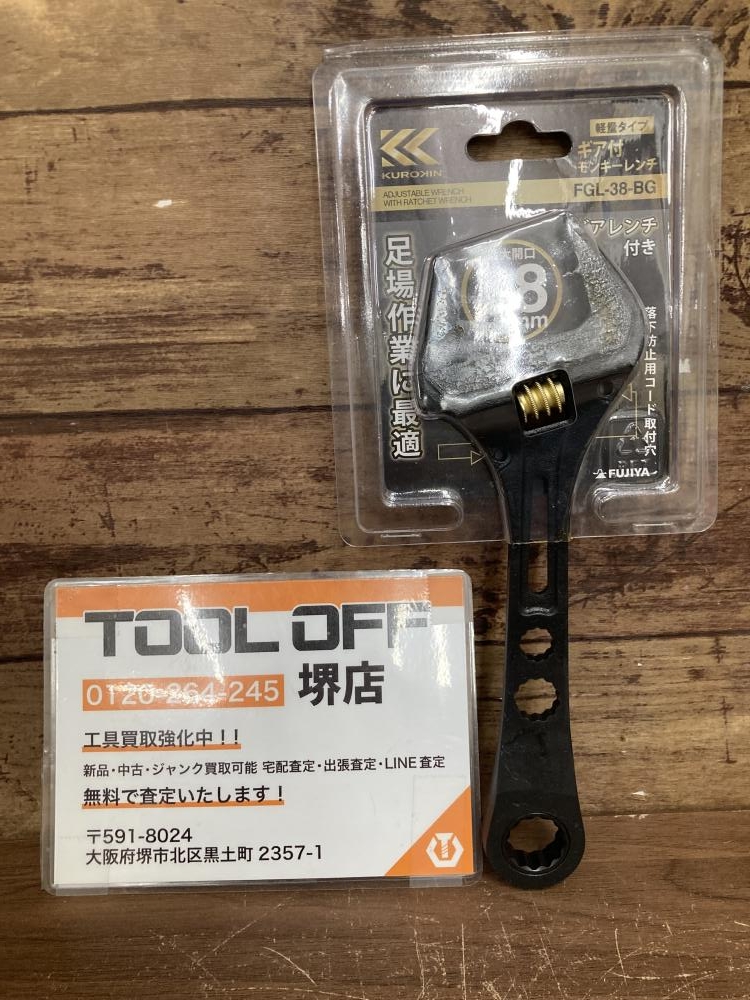 軽量タイプ
ギア付
モンキーレンチ
KUROKIN
FGL-38-BG
ADJUSTABLE WRENCH
WITH RATCHET WRENCH
アレンチ
付き
足場作業に最適
大開口
38
mm
落下防止用コード取付穴
FUJIYA
TOOL OFF
0120-264-245 堺店
工具買取強化中!!
新品・中古・ジャンク買取可能 宅配査定・出張査定・LINE査定
無料で査定いたします!
〒591-8024
大阪府堺市北区黒土町 2357-1